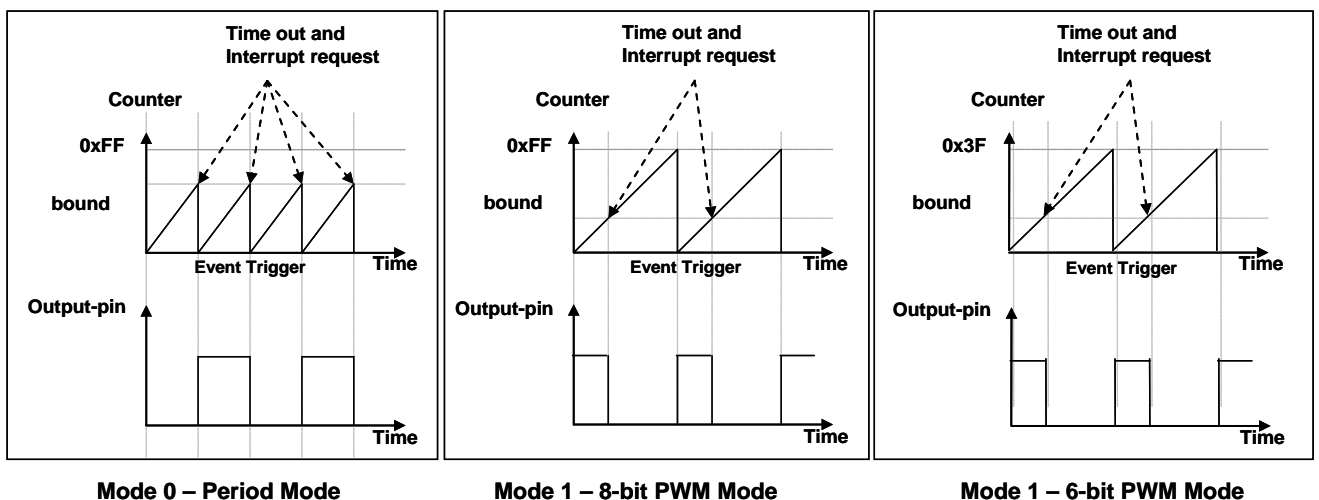 Time out and
Interrupt request
Counter
0xFF
bound
Event Trigger
Time
Output-pin
Time
Mode 0 – Period Mode
Time out and
Interrupt request
Counter
0xFF
bound
Event Trigger
Time
Output-pin
Time
Mode 1 – 8-bit PWM Mode
Time out and
Interrupt request
Counter
0x3F
bound
Event Trigger
Time
Output-pin
Time
Mode 1 – 6-bit PWM Mode